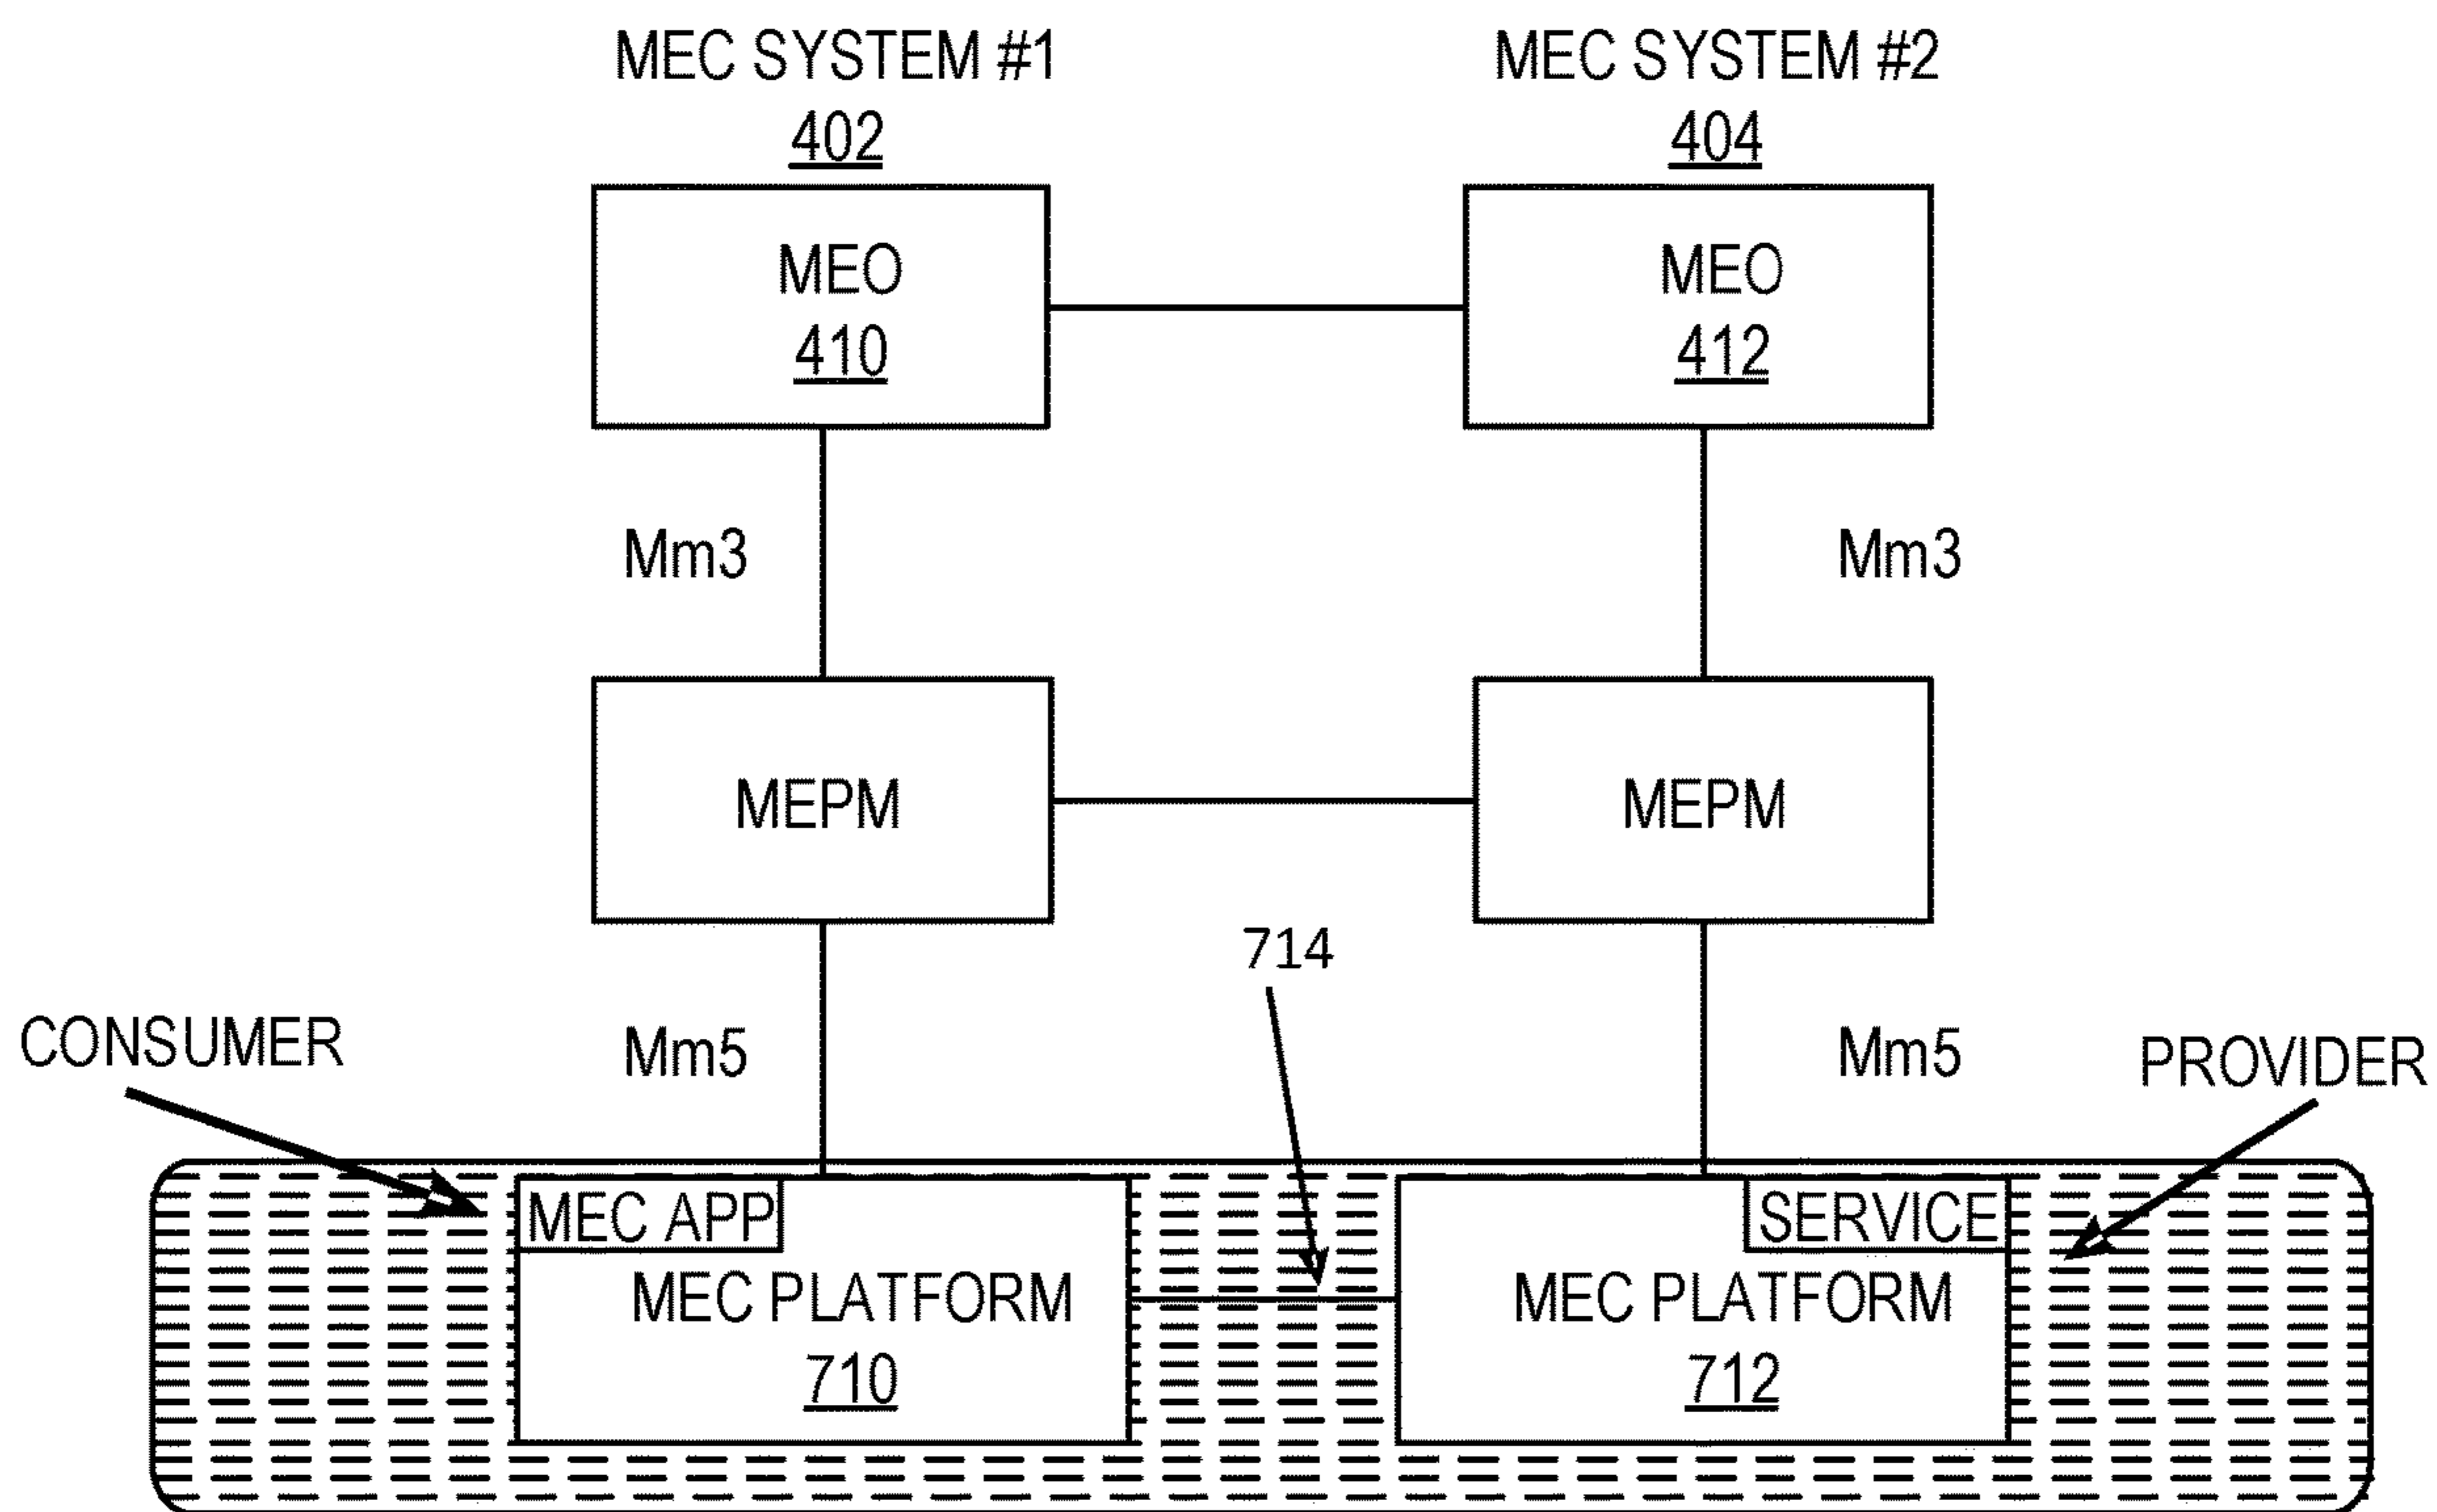 MEC SYSTEM #1
402
MEC SYSTEM #2
404
MEO
410
MEO
412
Mm3
Mm3
MEPM
MEPM
714
CONSUMER
Mm5
Mm5
PROVIDER
MEC APP
SERVICE
MEC PLATFORM
710
MEC PLATFORM
712